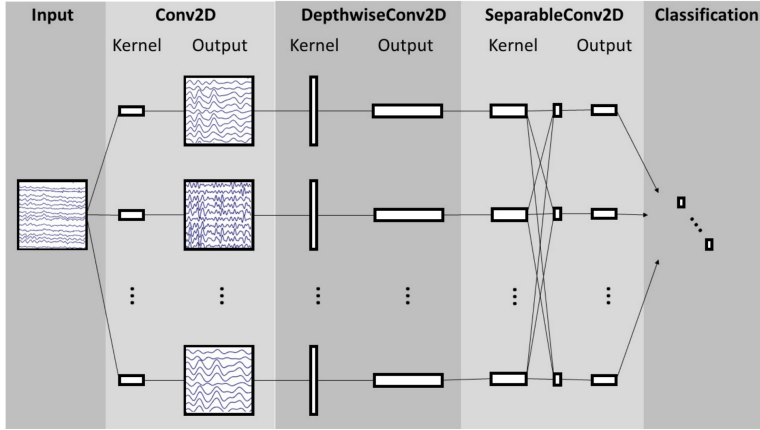 Input Conv2D DepthwiseConv2D SeparableConv2D Classification
Kernel Output Kernel Output Kernel Output